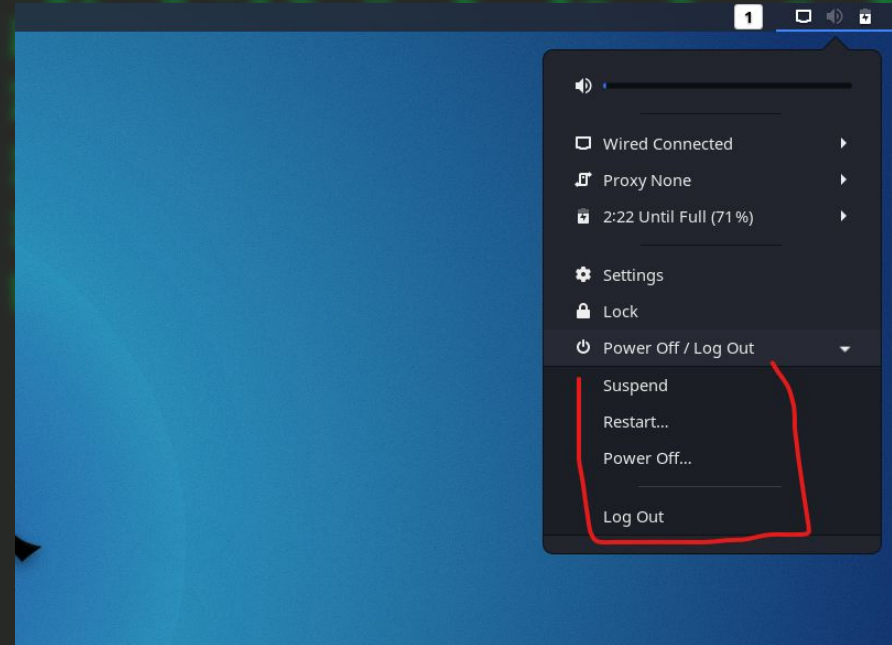 1
Wired Connected
Proxy None
2:22 Until Full (71%)
Settings
Lock
Power Off / Log Out
Suspend
Restart...
Power Off...
Log Out